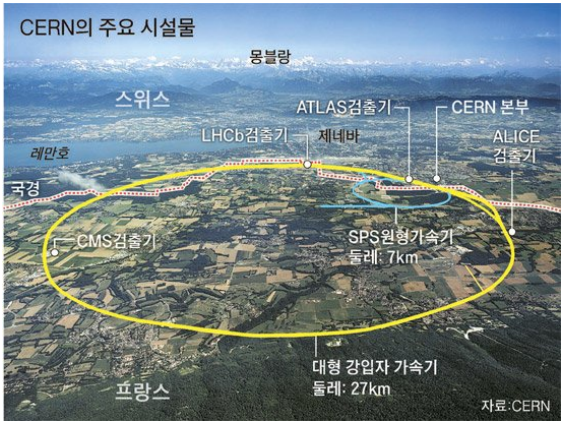 CERN의 주요 시설물
몽블랑
스위스
ATLAS검출기
CERN 본부
LHCb검출기
제네바
ALICE
검출기
레만호
국경
CMS검출기
SPS원형가속기
둘레: 7km
대형 강입자 가속기
둘레: 27km
프랑스
자료:CERN